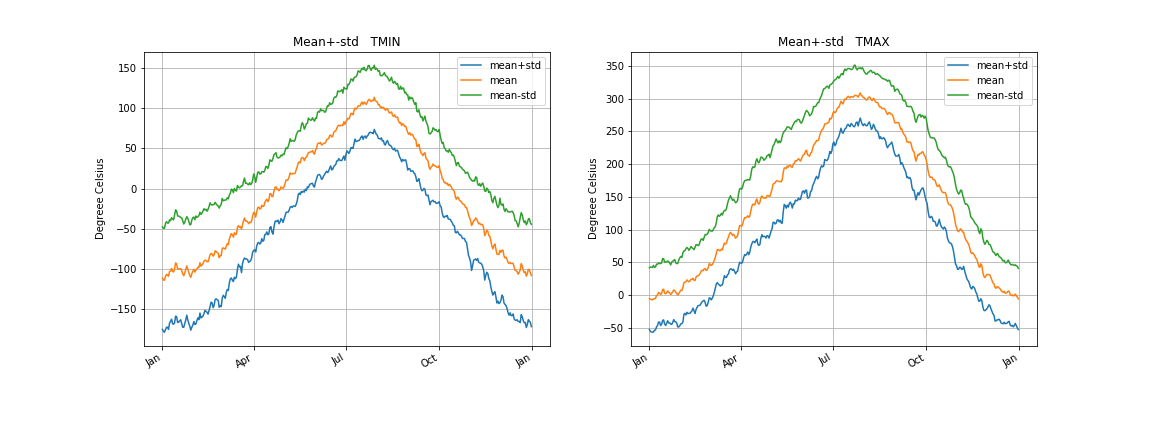 Mean+-std TMIN
mean+std
mean
mean-std
Degreee Celsius
150
100
50
0
−50
−100
−150
Jan
Apr
Jul
Oct
Jan
Mean+-std TMAX
mean+std
mean
mean-std
Degreee Celsius
350
300
250
200
150
100
50
0
−50
Jan
Apr
Jul
Oct
Jan